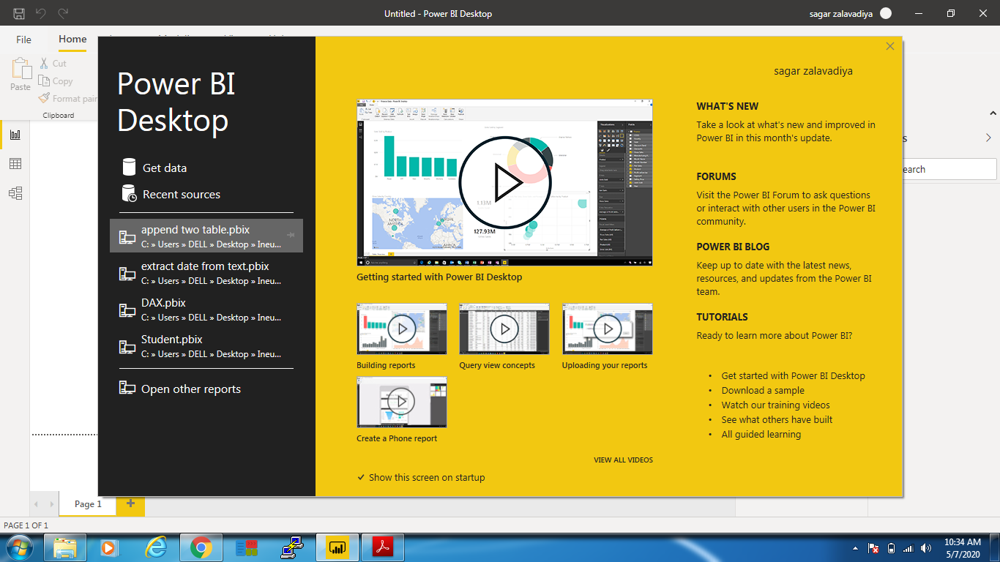 Untitled - Power BI Desktop
sagar zalavadiya
File
Home
Cut
Copy
Paste
Format pain
Clipboard
Power BI
Desktop
Get data
Recent sources
append two table.pbix
C: » Users » DELL » Desktop » Ineu...
extract date from text.pbix
C: » Users » DELL » Desktop » Ineu...
DAX.pbix
C: » Users » DELL » Desktop » Ineu...
Student.pbix
C: » Users » DELL » Desktop » Ineu...
Open other reports
sagar zalavadiya
NORTH
AMERICA
EUROPE
1.13M
127.93M
Getting started with Power BI Desktop
Building reports
Query view concepts
Uploading your reports
Create a Phone report
VIEW ALL VIDEOS
Show this screen on startup
WHAT'S NEW
Take a look at what's new and improved in
Power BI in this month's update.
FORUMS
Visit the Power BI Forum to ask questions
or interact with other users in the Power BI
community.
POWER BI BLOG
Keep up to date with the latest news,
resources, and updates from the Power BI
team.
TUTORIALS
Ready to learn more about Power BI?
• Get started with Power BI Desktop
• Download a sample
• Watch our training videos
• See what others have built
• All guided learning
s
earch
Page 1
PAGE 1 OF 1
10:34 AM
5/7/2020